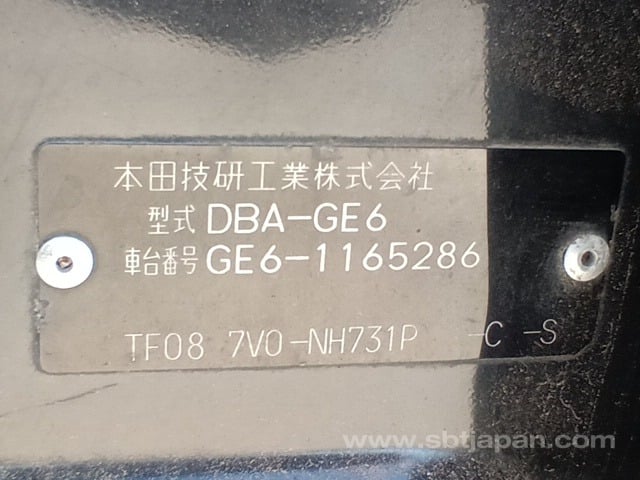 本田技研工業株式会社
型式 DBA-GE6
車台番号 GE6-1165286
TF08 7V0-NH731P -C -S
www.sbtjapan.com